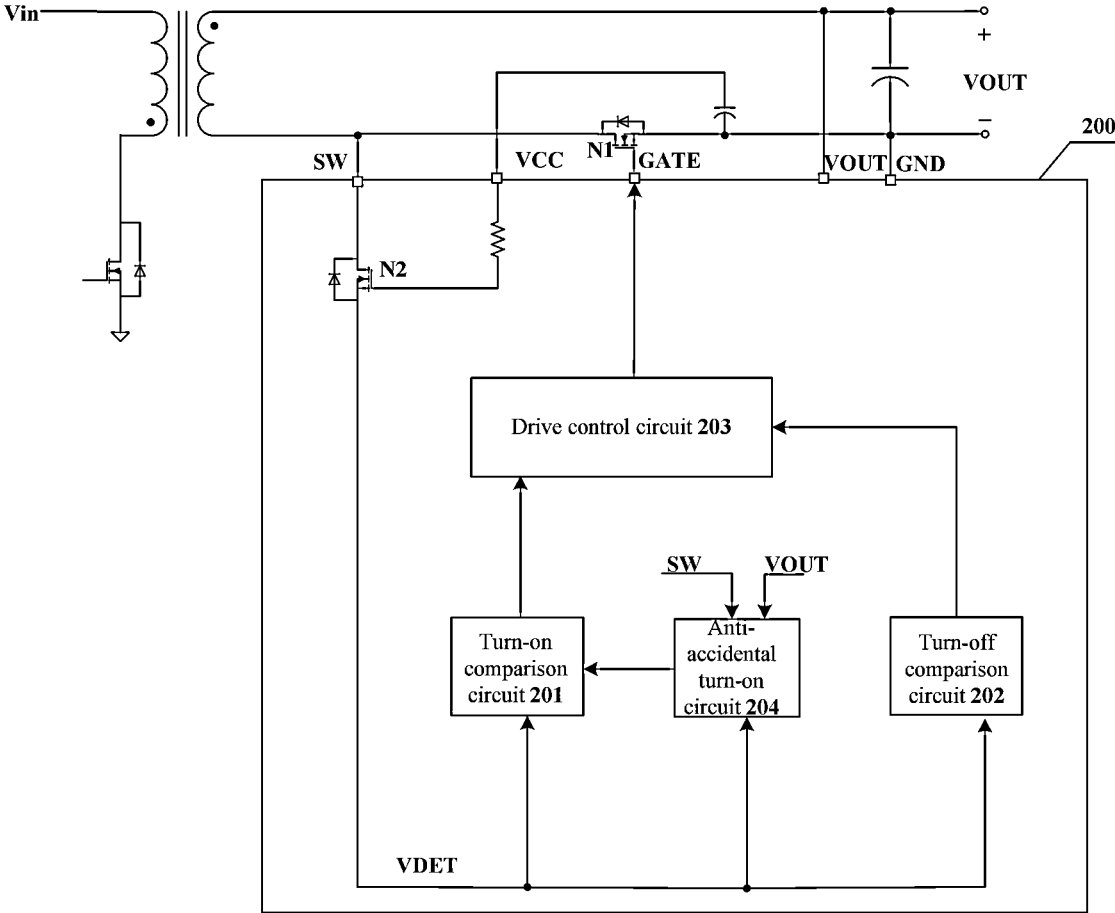 Vin
+
VOUT
−
200
N1
SW
VCC
GATE
VOUT
GND
N2
Drive control circuit 203
SW
VOUT
Turn-on
comparison
circuit 201
Anti-
accidental
turn-on
circuit 204
Turn-off
comparison
circuit 202
VDET